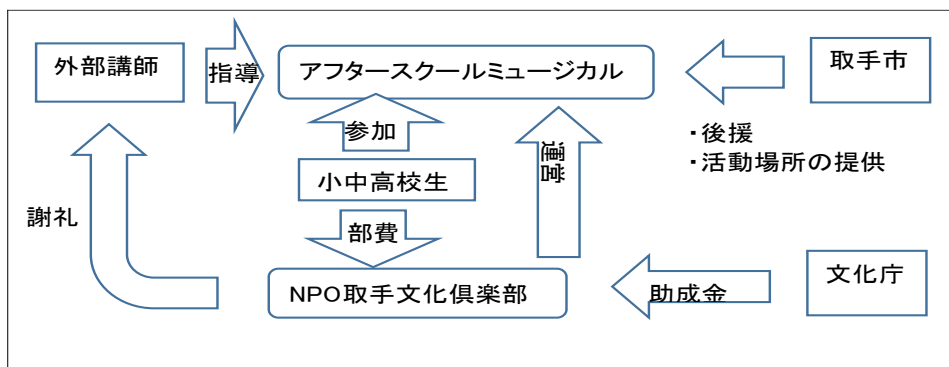 外部講師
指導
アフタースクールミュージカル
取手市
参加
運営
・後援
・活動場所の提供
小中高校生
謝礼
部費
NPO取手文化倶楽部
助成金
文化庁